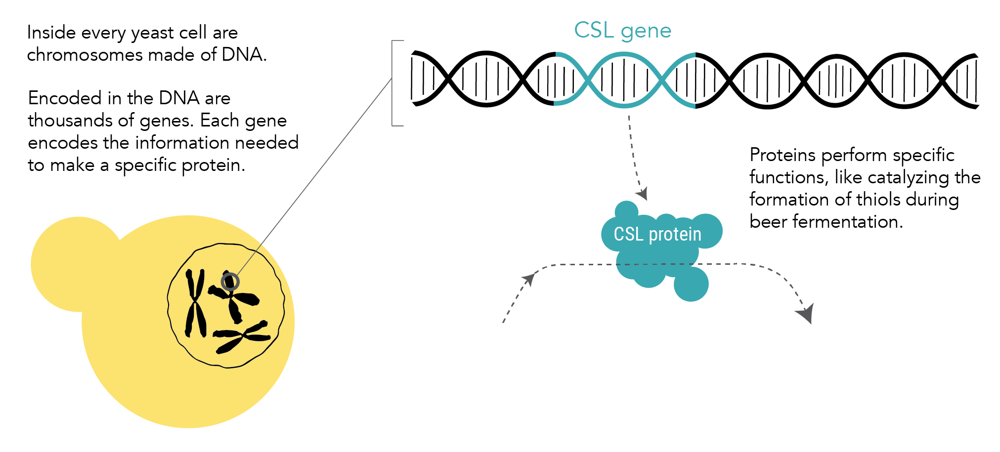 Inside every yeast cell are
chromosomes made of DNA.
Encoded in the DNA are
thousands of genes. Each gene
encodes the information needed
to make a specific protein.
CSL gene
Proteins perform specific
functions, like catalyzing the
formation of thiols during
beer fermentation.
CSL protein